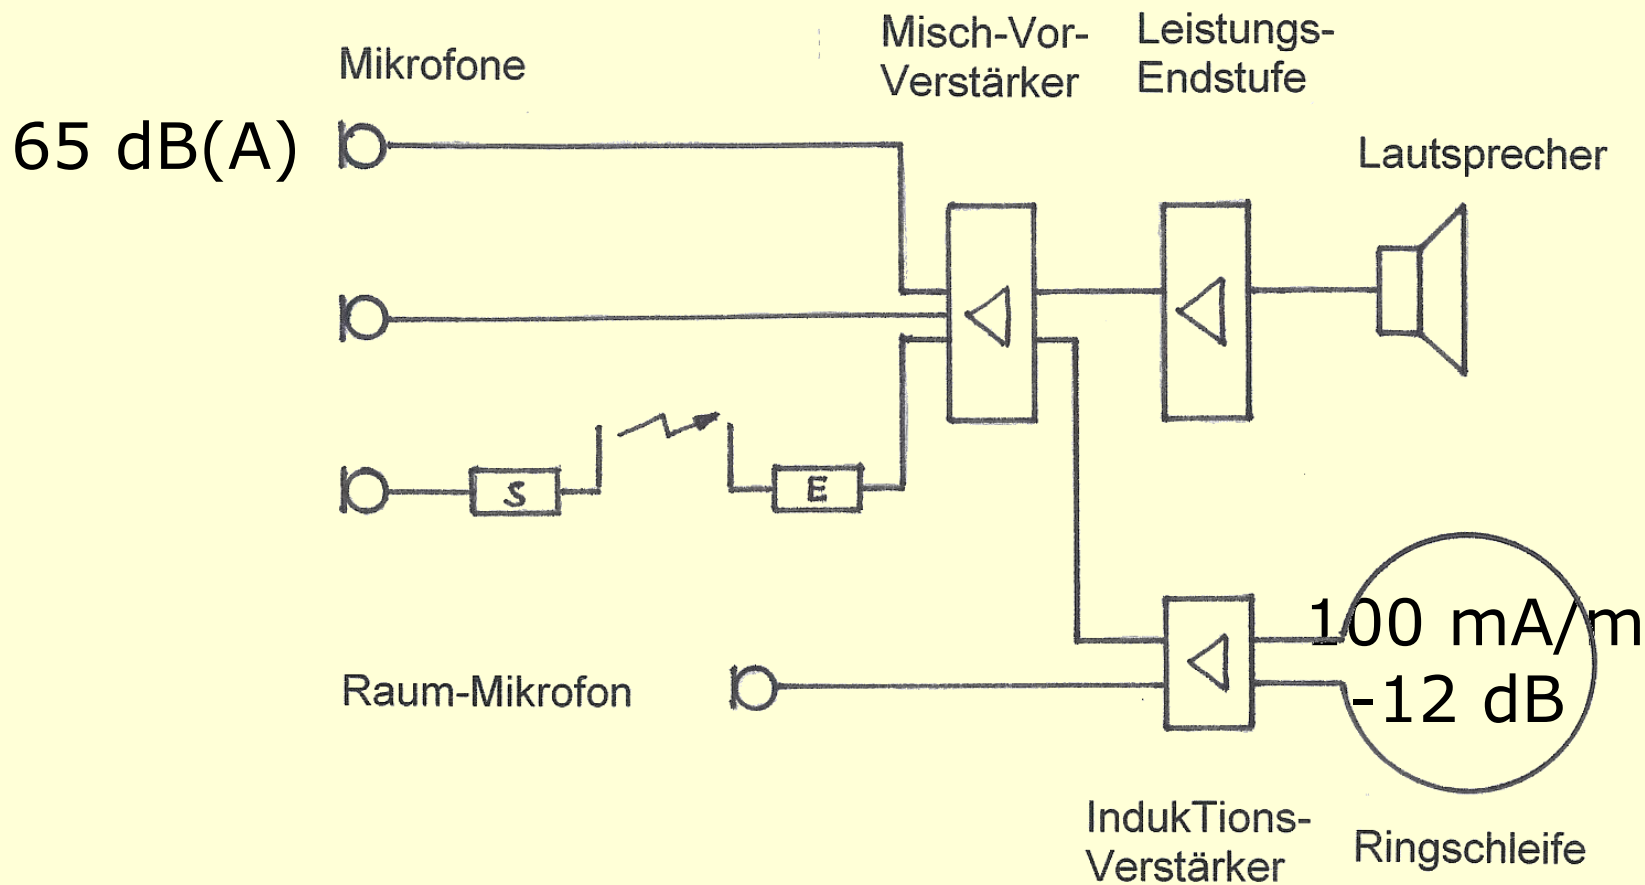 Mikrofone
Misch-Vor-
Verstärker
Leistungs-
Endstufe
65 dB(A)
Lautsprecher
S
E
100 mA/m
-12 dB
Raum-Mikrofon
IndukTions-
Verstärker
Ringschleife